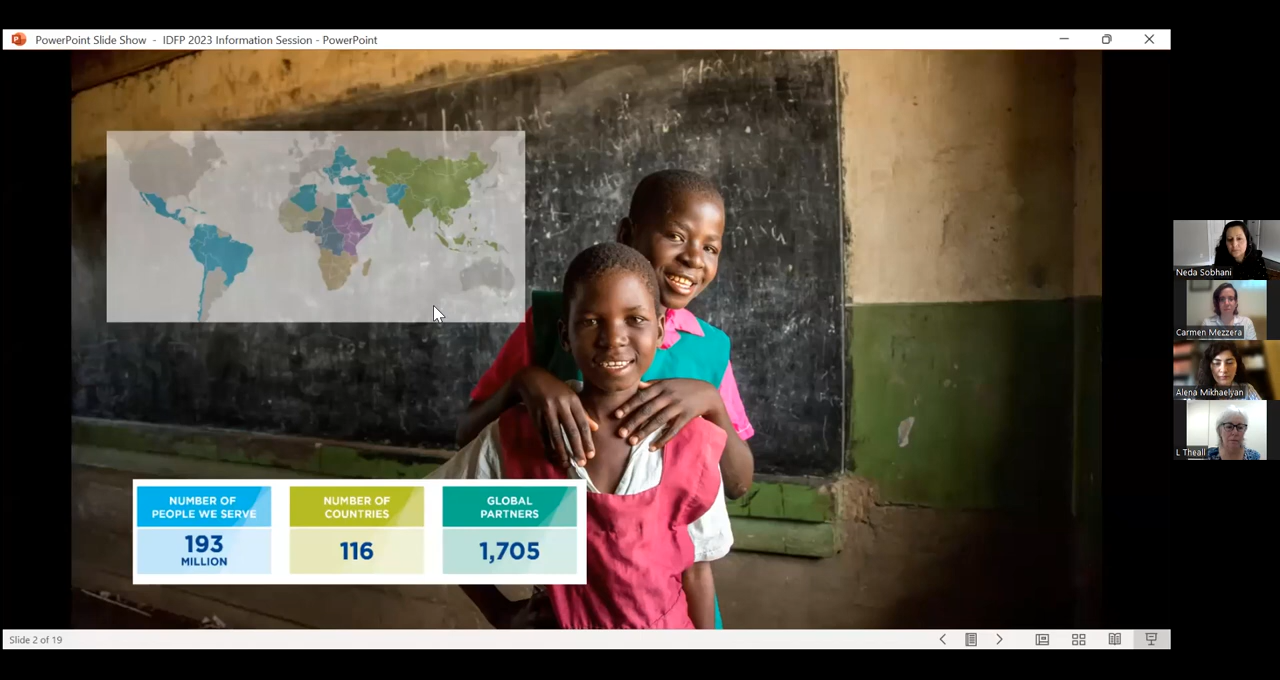 PowerPoint Slide Show - IDFP 2023 Information Session - PowerPoint
NUMBER OF
PEOPLE WE SERVE
193
MILLION
NUMBER OF
COUNTRIES
116
GLOBAL
PARTNERS
1,705
Neda Sobhani
Carmen Mezzera
Alena Mikhaelyan
L Theall
Slide 2 of 19